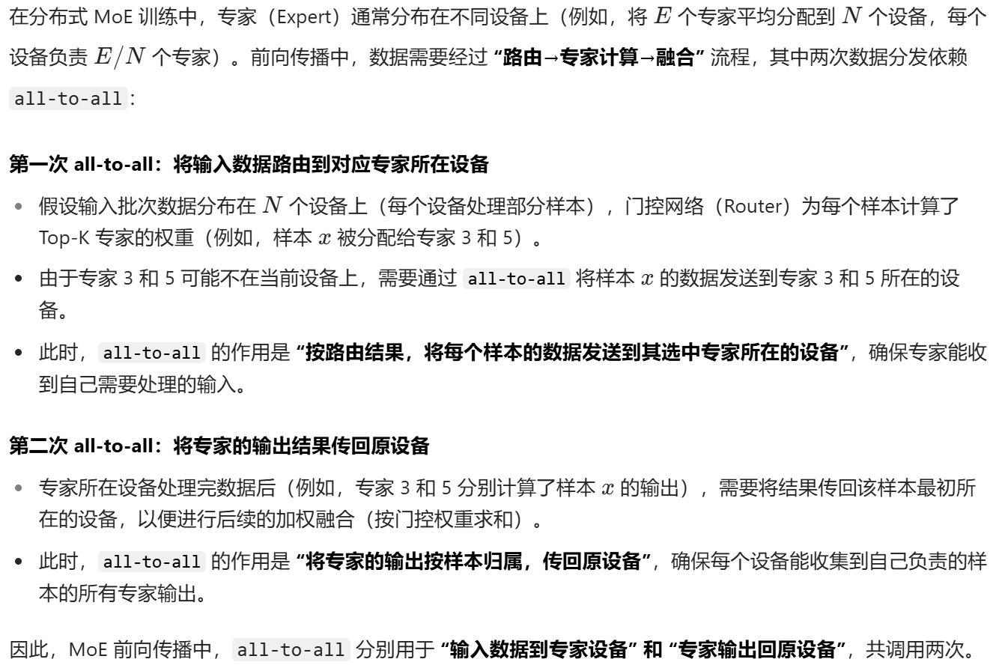 在分布式 MoE 训练中，专家（Expert）通常分布在不同设备上（例如，将 E 个专家平均分配到 N 个设备，每个
设备负责 E/N 个专家）。前向传播中，数据需要经过 “路由→专家计算→融合” 流程，其中两次数据分发依赖
all-to-all：
第一次 all-to-all：将输入数据路由到对应专家所在设备
• 假设输入批次数据分布在 N 个设备上（每个设备处理部分样本），门控网络（Router）为每个样本计算了
Top-K 专家的权重（例如，样本 x 被分配给专家 3 和 5）。
• 由于专家 3 和 5 可能不在当前设备上，需要通过 all-to-all 将样本 x 的数据发送到专家 3 和 5 所在的设
备。
• 此时，all-to-all 的作用是 “按路由结果，将每个样本的数据发送到其选中专家所在的设备”，确保专家能收
到自己需要处理的输入。
第二次 all-to-all：将专家的输出结果传回原设备
• 专家所在设备处理完数据后（例如，专家 3 和 5 分别计算了样本 x 的输出），需要将结果传回该样本最初所
在的设备，以便进行后续的加权融合（按门控权重求和）。
• 此时，all-to-all 的作用是 “将专家的输出按样本归属，传回原设备”，确保每个设备能收集到自己负责的样
本的所有专家输出。
因此，MoE 前向传播中，all-to-all 分别用于 “输入数据到专家设备” 和 “专家输出回原设备”，共调用两次。